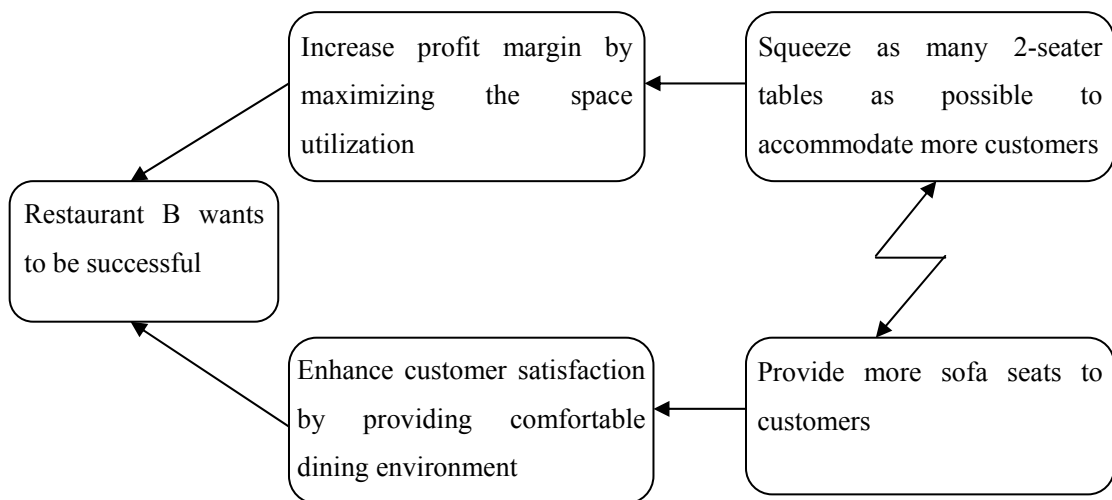 Increase profit margin by
maximizing the space
utilization
Squeeze as many 2-seater
tables as possible to
accommodate more customers
Restaurant B wants
to be successful
Enhance customer satisfaction
by providing comfortable
dining environment
Provide more sofa seats to
customers